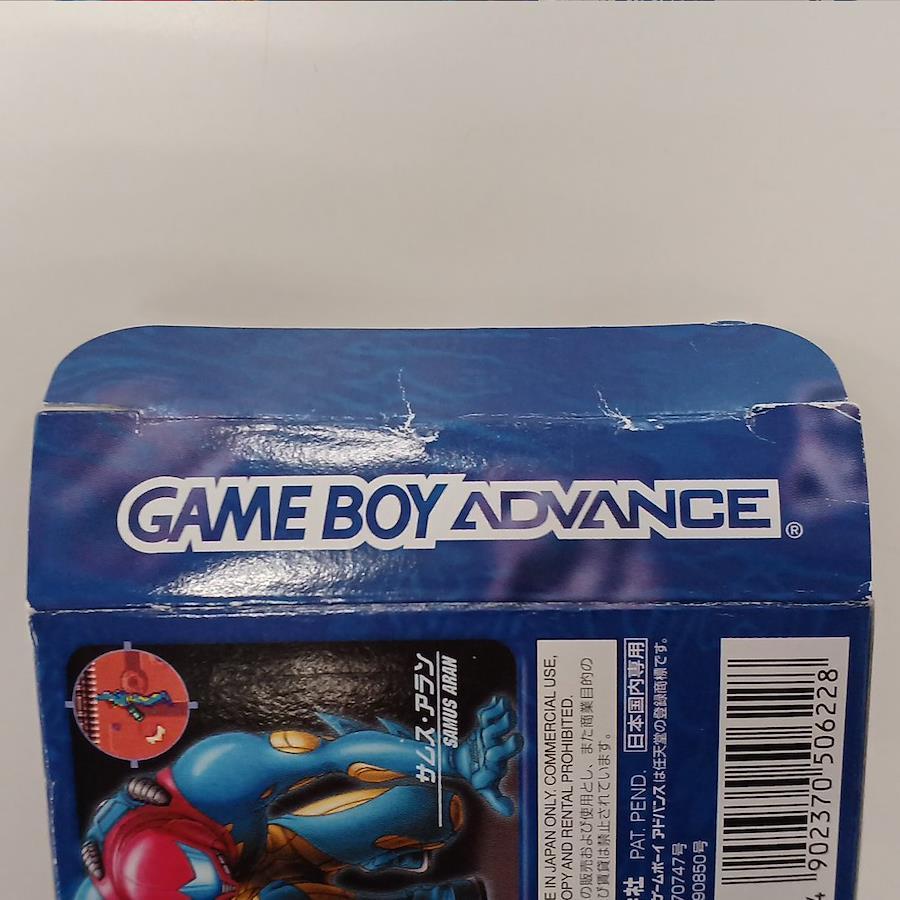 GAME BOY ADVANCE®
サムス・アラン
SAMUS ARAN
E IN JAPAN ONLY. COMMERCIAL USE,
OPY AND RENTAL PROHIBITED.
の販売および使用とし、また商業目的の
び賃貸は禁止されています。
日本国内専用
PAT. PEND.
ゲームボーイ アドバンスは任天堂の登録商標です。
70747号
90850号
4 902370 506228